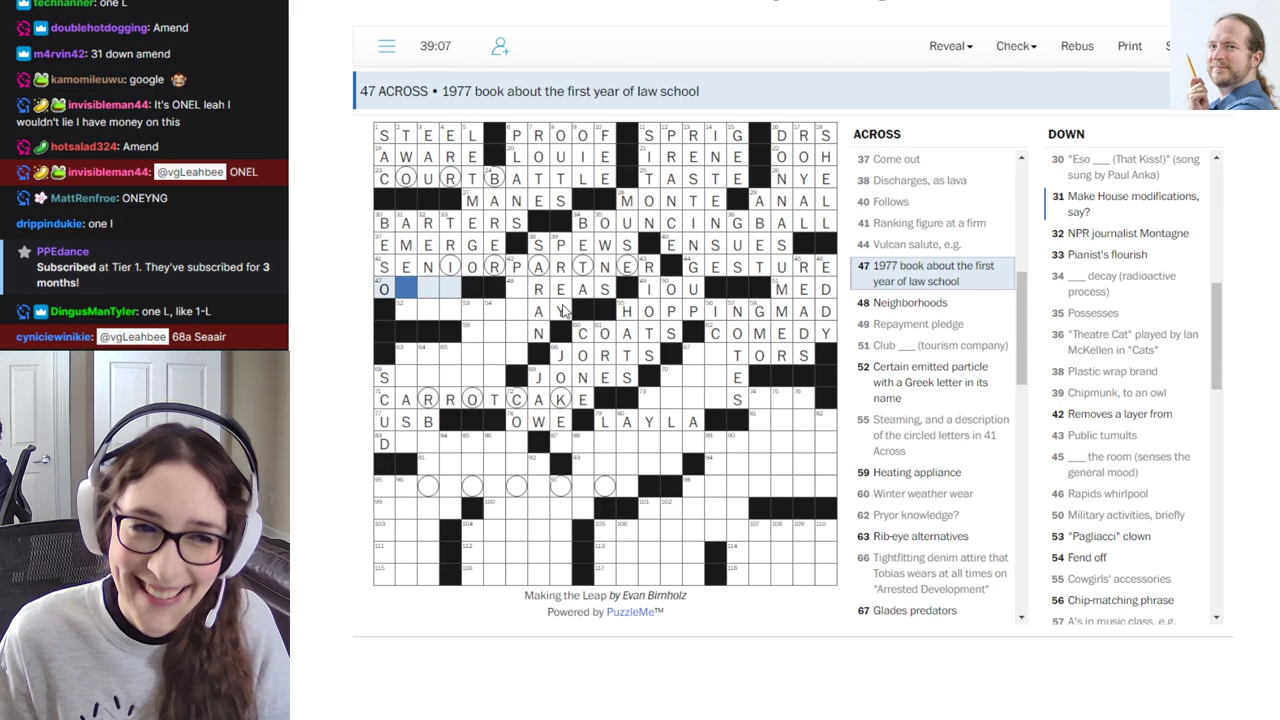 technanner: one L
doublehotdogging: Amend
m4rvin42: 31 down amend
kamomileuwu: google
invisibleman44: It's ONEL leah I
wouldn't lie I have money on this
hotsalad324: Amend
invisibleman44: @vgLeahbee ONEL
MattRenfroe: ONEYNG
drippindukie: one l
PPEdance
Subscribed at Tier 1. They've subscribed for 3
months!
DingusManTyler: one L, like 1-L
cyniciewinikie: @vgLeahbee 68a Seaair
39:07
Reveal
Check
Rebus
Print
47 ACROSS • 1977 book about the first year of law school
S T E E L P R O O F S P R I G D R S
A W A R E L O U I E I R E N E O O H
C O U R T B A T T L E T A S T E N Y E
M A N E S M O N T E A N A L
B A R T E R S B O U N C I N G B A L L
E M E R G E S P E W S E N S U E S
S E N I O R P A R T N E R G E S T U R E
O R E A S I O U M E D
A Y H O P P I N G M A D
N C O A T S C O M E D Y
J O R T S T O R S
S J O N E S E
C A R R O T C A K E S
U S B O W E L A Y L A
D
Making the Leap by Evan Birnholz
Powered by PuzzleMe™
ACROSS
37 Come out
38 Discharges, as lava
40 Follows
41 Ranking figure at a firm
44 Vulcan salute, e.g.
47 1977 book about the first
year of law school
48 Neighborhoods
49 Repayment pledge
51 Club ___ (tourism company)
52 Certain emitted particle
with a Greek letter in its
name
55 Steaming, and a description
of the circled letters in 41
Across
59 Heating appliance
60 Winter weather wear
62 Pryor knowledge?
63 Rib-eye alternatives
66 Tightfitting denim attire that
Tobias wears at all times on
"Arrested Development"
67 Glades predators
DOWN
30 "Eso ___ (That Kiss!)" (song
sung by Paul Anka)
31 Make House modifications,
say?
32 NPR journalist Montagne
33 Pianist's flourish
34 ___ decay (radioactive
process)
35 Possesses
36 "Theatre Cat" played by Ian
McKellen in "Cats"
38 Plastic wrap brand
39 Chipmunk, to an owl
42 Removes a layer from
43 Public tumults
45 ___ the room (senses the
general mood)
46 Rapids whirlpool
50 Military activities, briefly
53 "Pagliacci" clown
54 Fend off
55 Cowgirls' accessories
56 Chip-matching phrase
57 A's in music class, e.g.